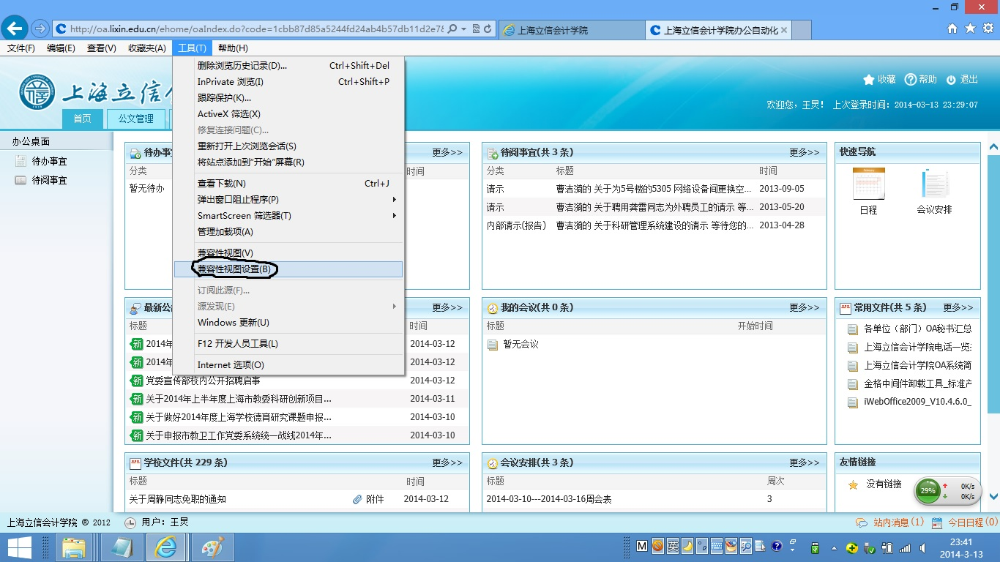 http://oa.lixin.edu.cn/ehome/oaIndex.do?code=1cbb87d85a5244fd24ab4b57db11d2e7
上海立信会计学院
上海立信会计学院办公自动化
文件(F) 编辑(E) 查看(V) 收藏夹(A) 工具(T) 帮助(H)
删除浏览历史记录(D)... Ctrl+Shift+Del
InPrivate 浏览(I) Ctrl+Shift+P
跟踪保护(K)...
ActiveX 筛选(X)
修复连接问题(C)...
重新打开上次浏览会话(S)
将站点添加到“开始”屏幕(R)
查看下载(N) Ctrl+J
弹出窗口阻止程序(P)
SmartScreen 筛选器(T)
管理加载项(A)
兼容性视图(V)
兼容性视图设置(B)
订阅此源(F)...
源发现(E)
Windows 更新(U)
F12 开发人员工具(L)
Internet 选项(O)
上海立信
收藏 帮助 退出
欢迎您，王炅！ 上次登录时间：2014-03-13 23:29:07
首页 公文管理
办公桌面
待办事宜
待阅事宜
待办事 更多>>
分类 时间
暂无待办
待阅事宜(共 3 条) 更多>>
分类 标题 时间
请示 曹洁漪的 关于为5号楼的5305 网络设备间更换空... 2013-09-05
请示 曹洁漪的 关于聘用龚雷同志为外聘员工的请示 等... 2013-05-20
内部请示(报告) 曹洁漪的 关于科研管理系统建设的请示 等待您的... 2013-04-28
快速导航
日程 会议安排
最新公 更多>>
标题 时间
新 2014年 2014-03-12
新 2014年 2014-03-12
新 党委宣传部校内公开招聘启事 2014-03-12
新 关于2014年上半年度上海市教委科研创新项目... 2014-03-11
新 关于做好2014年度上海学校德育研究课题申报... 2014-03-10
新 关于申报市教卫工作党委系统统一战线2014年... 2014-03-10
我的会议(共 0 条) 更多>>
标题 开始时间
暂无会议
常用文件(共 5 条) 更多>>
各单位（部门）OA秘书汇总
上海立信会计学院电话一览
上海立信会计学院OA系统简
金格中间件卸载工具_标准产
iWebOffice2009_V10.4.6.0_
学校文件(共 229 条) 更多>>
标题 时间
关于周静同志免取的通知 附件 2014-03-12
会议安排(共 3 条) 更多>>
标题 周次
2014-03-10---2014-03-16周会表 3
友情链接
没有链接
29% 0K/s
0K/s
上海立信会计学院 ® 2012 用户：王炅 站内消息(1) 今日日程(0)
M 英
23:41
2014-3-13